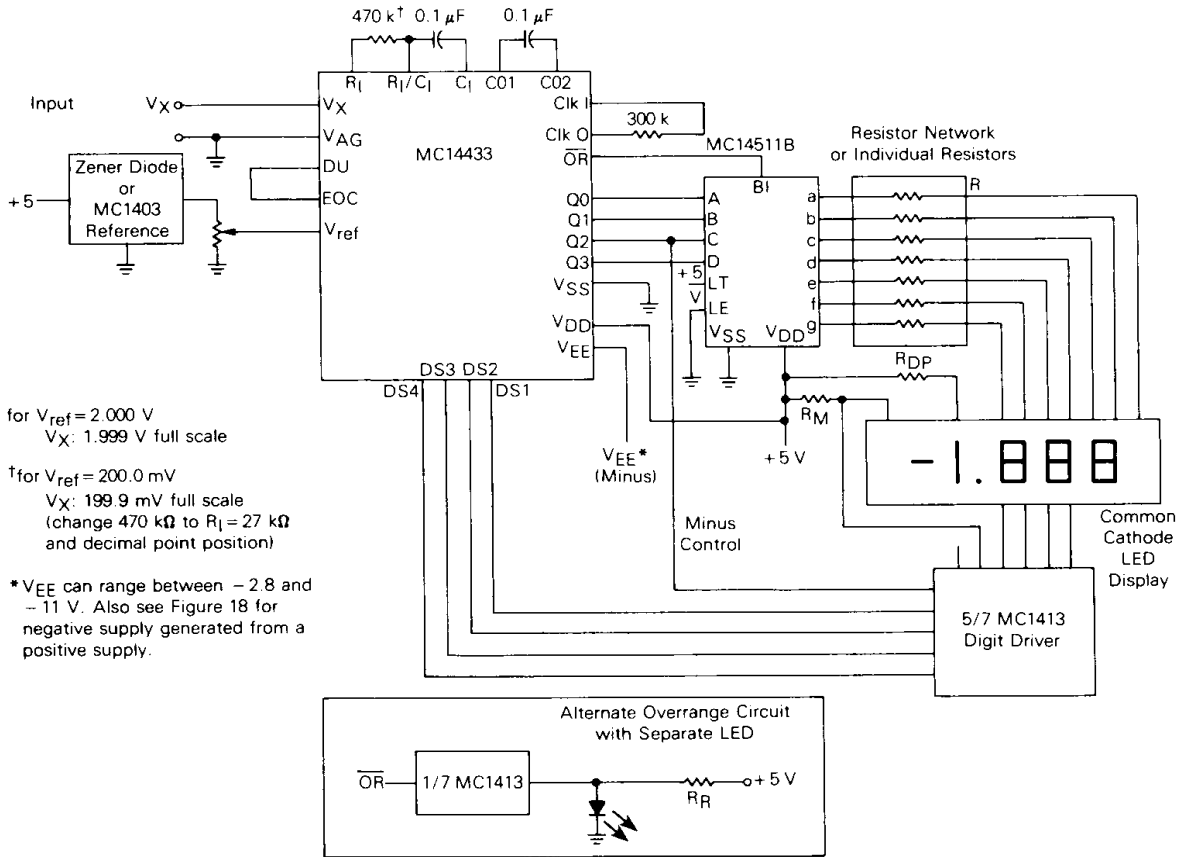 470 k† 0.1 μF 0.1 μF
RI RI/CI CI C01 C02
Input VX
VX
VAG
DU
EOC
Vref
MC14433
Clk I
Clk O
300 k
OR
Q0
Q1
Q2
Q3
VSS
VDD
VEE
DS4 DS3 DS2 DS1
+5
Zener Diode
or
MC1403
Reference
MC14511B
BI
A
B
C
D
LT
LE
+5
V
VSS VDD
a
b
c
d
e
f
g
Resistor Network
or Individual Resistors
R
RDP
RM
+5 V
VEE*
(Minus)
Minus
Control
-1.888
Common
Cathode
LED
Display
5/7 MC1413
Digit Driver
for Vref = 2.000 V
VX: 1.999 V full scale
†for Vref = 200.0 mV
VX: 199.9 mV full scale
(change 470 kΩ to RI = 27 kΩ
and decimal point position)
*VEE can range between −2.8 and
−11 V. Also see Figure 18 for
negative supply generated from a
positive supply.
Alternate Overrange Circuit
with Separate LED
OR 1/7 MC1413 RR +5 V